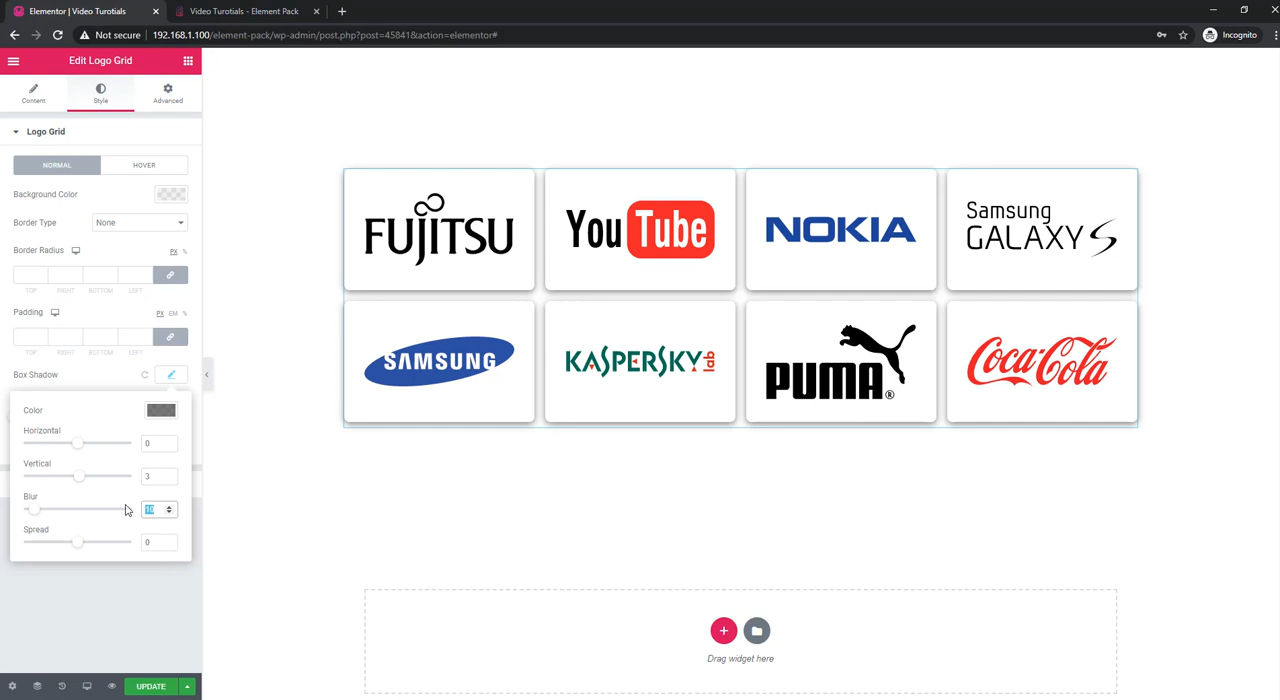 Elementor | Video Turotials
Video Turotials - Element Pack
Not secure
192.168.1.100/element-pack/wp-admin/post.php?post=45841&action=elementor#
Incognito
Edit Logo Grid
Content
Style
Advanced
Logo Grid
NORMAL
HOVER
Background Color
Border Type
None
Border Radius
PX %
TOP RIGHT BOTTOM LEFT
Padding
PX EM %
TOP RIGHT BOTTOM LEFT
Box Shadow
Color
Horizontal
0
Vertical
3
Blur
10
Spread
0
UPDATE
FUJITSU
YouTube
NOKIA
Samsung
GALAXY S
SAMSUNG
KASPERSKY lab
PUMA®
Coca-Cola
Drag widget here